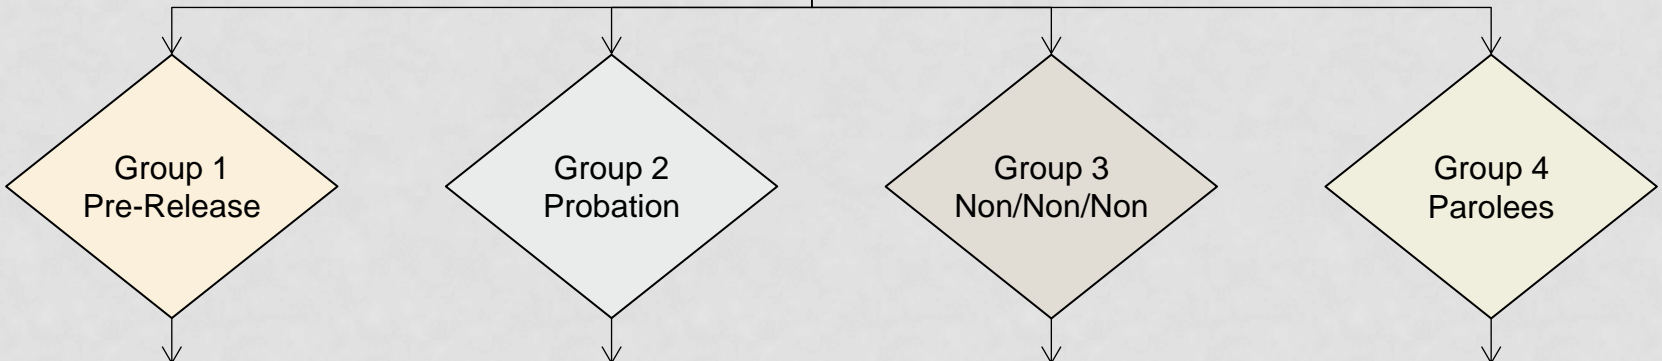 Group 1
Pre-Release
Group 2
Probation
Group 3
Non/Non/Non
Group 4
Parolees